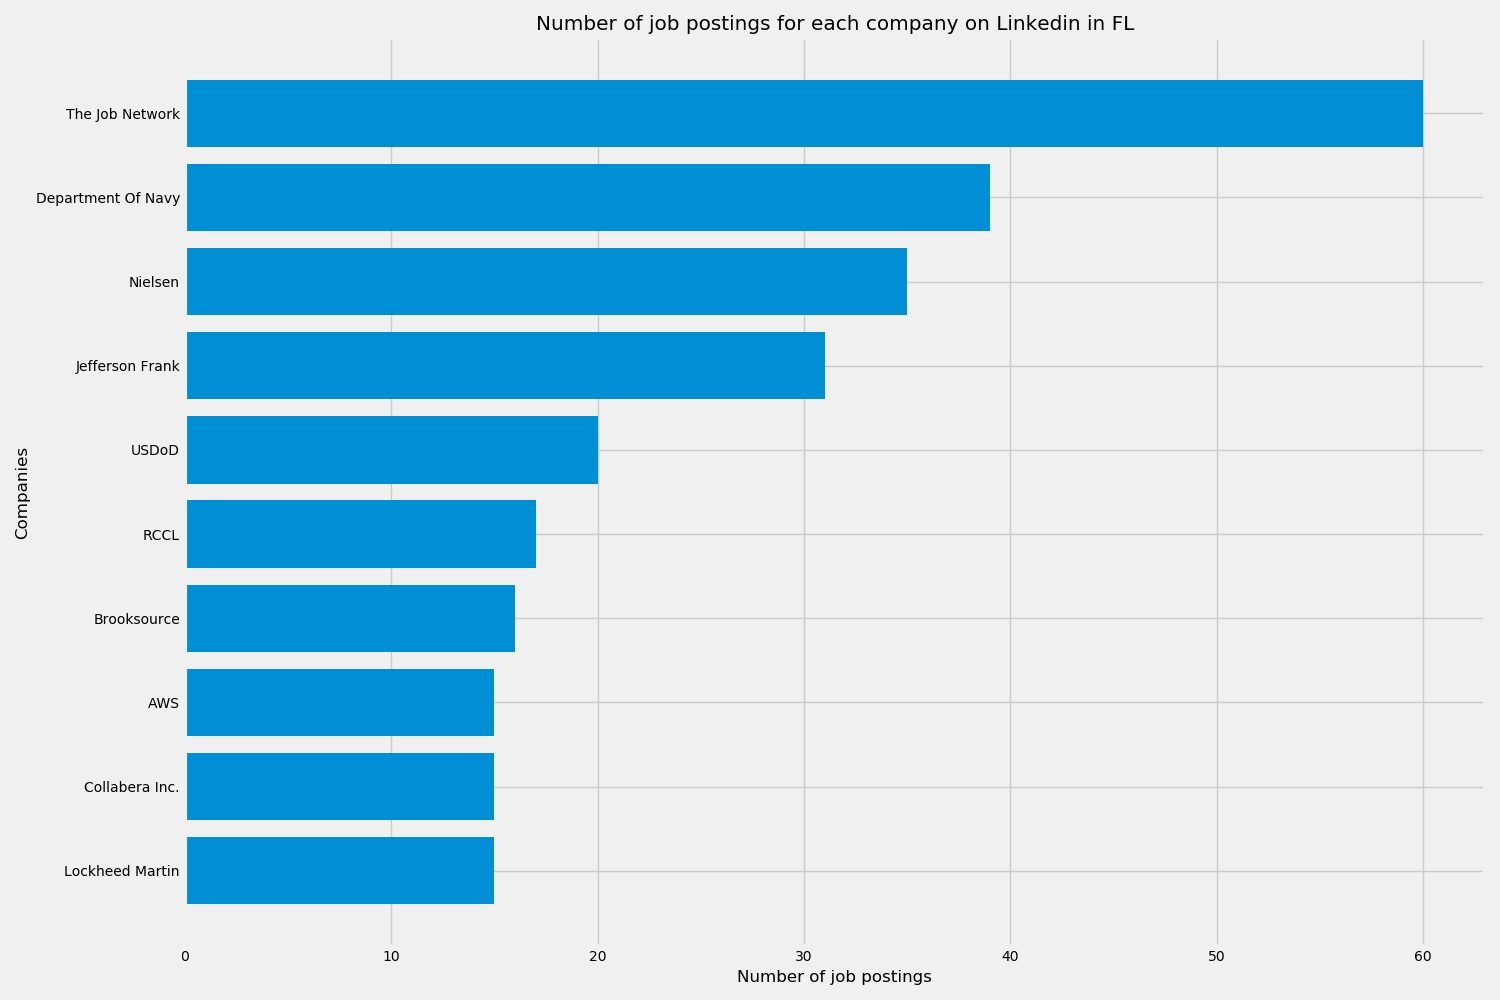 Number of job postings for each company on Linkedin in FL
The Job Network
Department Of Navy
Nielsen
Jefferson Frank
USDoD
RCCL
Brooksource
AWS
Collabera Inc.
Lockheed Martin
Companies
0 10 20 30 40 50 60
Number of job postings